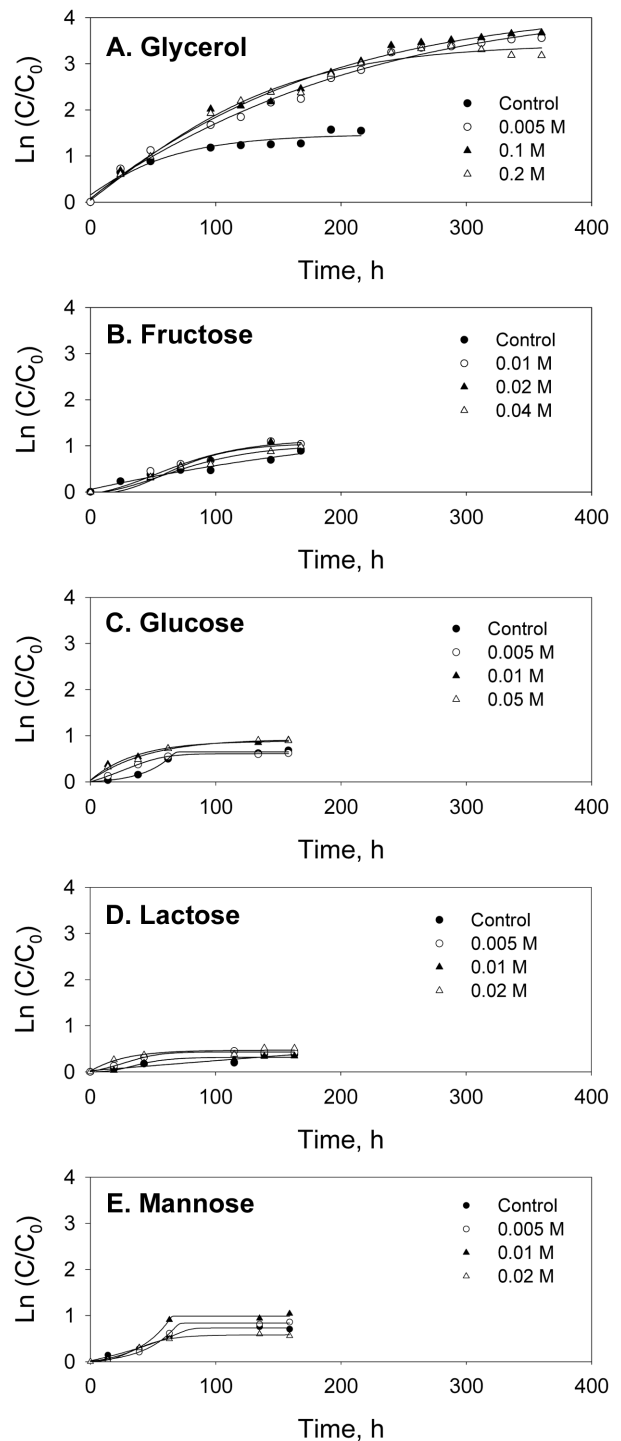 A. Glycerol
Ln (C/C0)
4
3
2
1
0
Control
0.005 M
0.1 M
0.2 M
0 100 200 300 400
Time, h
B. Fructose
Ln (C/C0)
4
3
2
1
0
Control
0.01 M
0.02 M
0.04 M
0 100 200 300 400
Time, h
C. Glucose
Ln (C/C0)
4
3
2
1
0
Control
0.005 M
0.01 M
0.05 M
0 100 200 300 400
Time, h
D. Lactose
Ln (C/C0)
4
3
2
1
0
Control
0.005 M
0.01 M
0.02 M
0 100 200 300 400
Time, h
E. Mannose
Ln (C/C0)
4
3
2
1
0
Control
0.005 M
0.01 M
0.02 M
0 100 200 300 400
Time, h